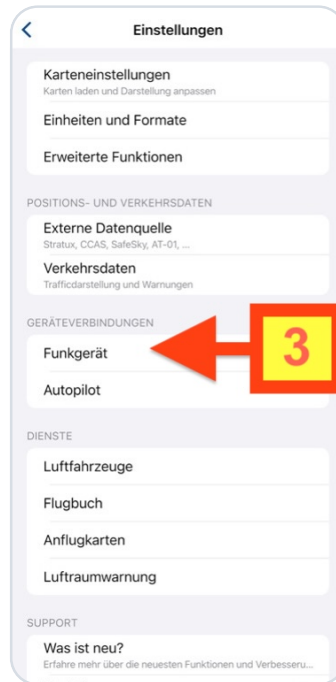 Einstellungen
Karteneinstellungen
Karten laden und Darstellung anpassen
Einheiten und Formate
Erweiterte Funktionen
POSITIONS- UND VERKEHRSDATEN
Externe Datenquelle
Stratux, CCAS, SafeSky, AT-01, ...
Verkehrsdaten
Trafficdarstellung und Warnungen
GERÄTEVERBINDUNGEN
Funkgerät
3
Autopilot
DIENSTE
Luftfahrzeuge
Flugbuch
Anflugkarten
Luftraumwarnung
SUPPORT
Was ist neu?
Erfahre mehr über die neuesten Funktionen und Verbesseru...